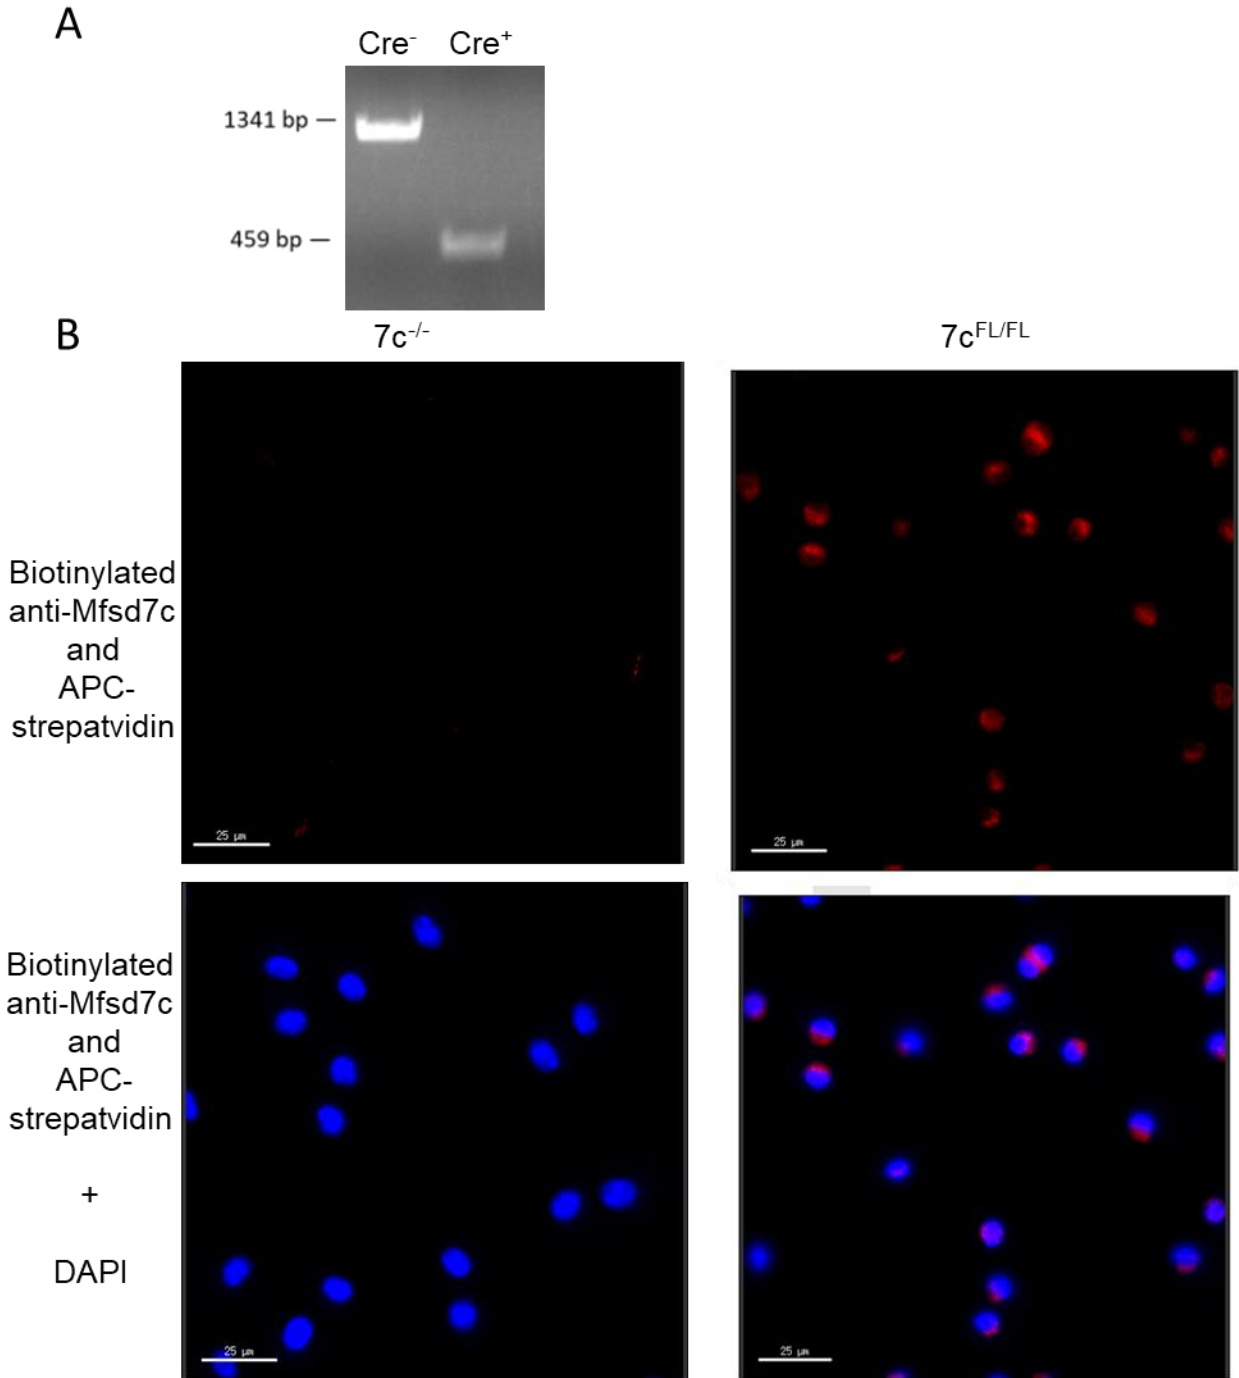 A
Cre- Cre+
1341 bp —
459 bp —
B
7c-/- 7cFL/FL
Biotinylated
anti-Mfsd7c
and
APC-
strepatvidin
25 µm
25 µm
Biotinylated
anti-Mfsd7c
and
APC-
strepatvidin
+
DAPI
25 µm
25 µm